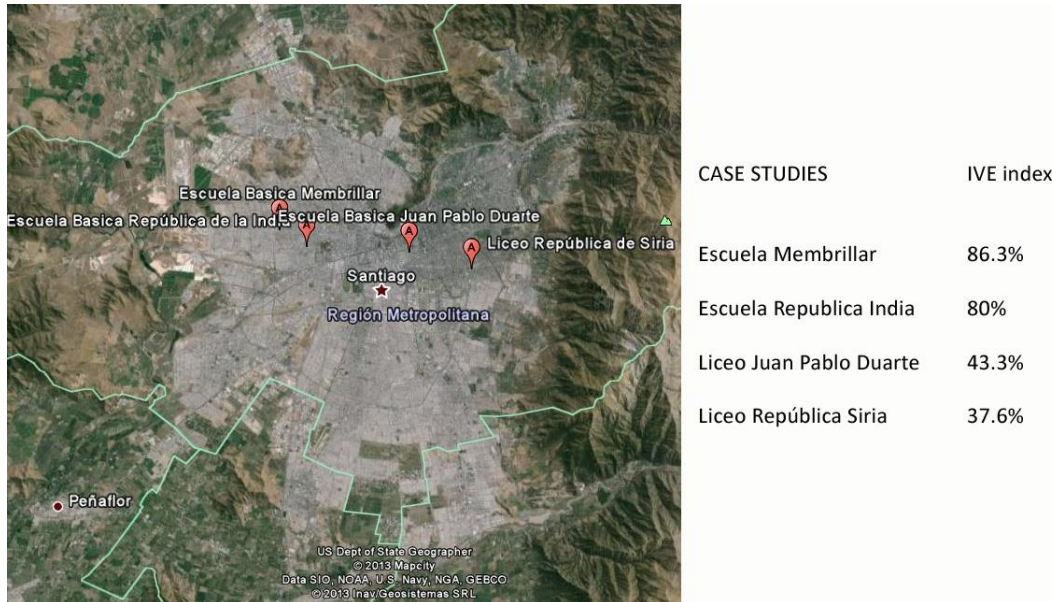 Escuela Basica Membrillar
Escuela Basica República de la India
Escuela Basica Juan Pablo Duarte
Liceo República de Siria
Santiago
Región Metropolitana
Peñaflor
US Dept of State Geographer
© 2013 Mapcity
Data SIO, NOAA, U.S. Navy, NGA, GEBCO
© 2013 Inav/Geosistemas SRL
CASE STUDIES IVE index
Escuela Membrillar 86.3%
Escuela Republica India 80%
Liceo Juan Pablo Duarte 43.3%
Liceo República Siria 37.6%
A
A
A
A